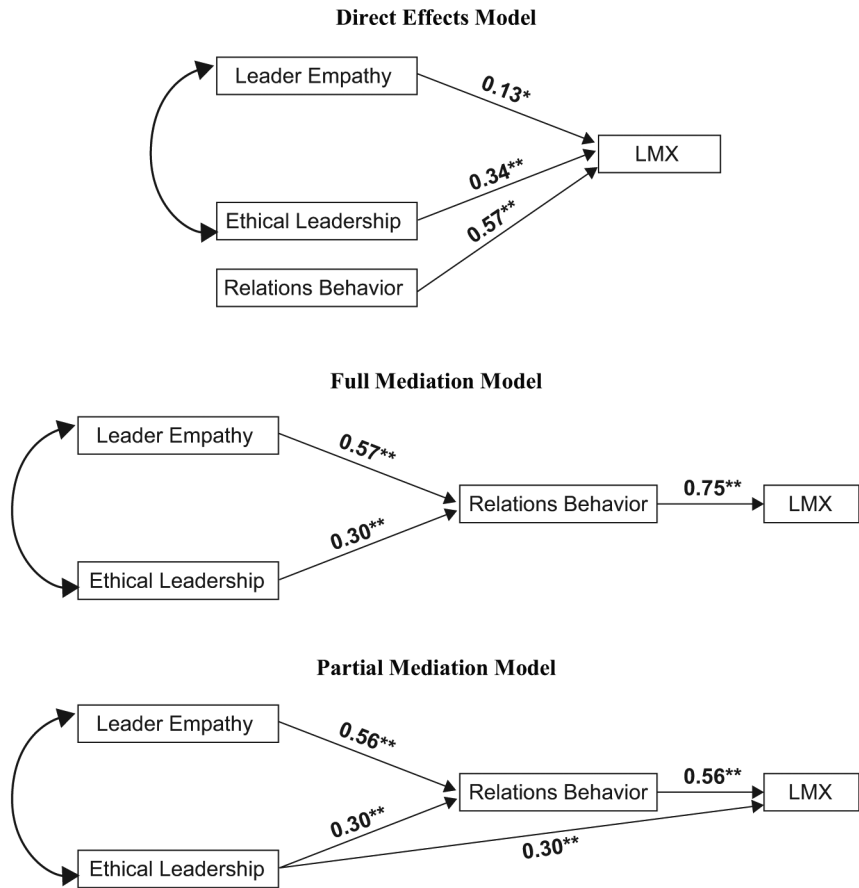 Direct Effects Model
Leader Empathy
0.13*
LMX
0.34**
Ethical Leadership
0.57**
Relations Behavior
Full Mediation Model
Leader Empathy
0.57**
Relations Behavior
0.75**
LMX
0.30**
Ethical Leadership
Partial Mediation Model
Leader Empathy
0.56**
Relations Behavior
0.56**
LMX
0.30**
0.30**
Ethical Leadership